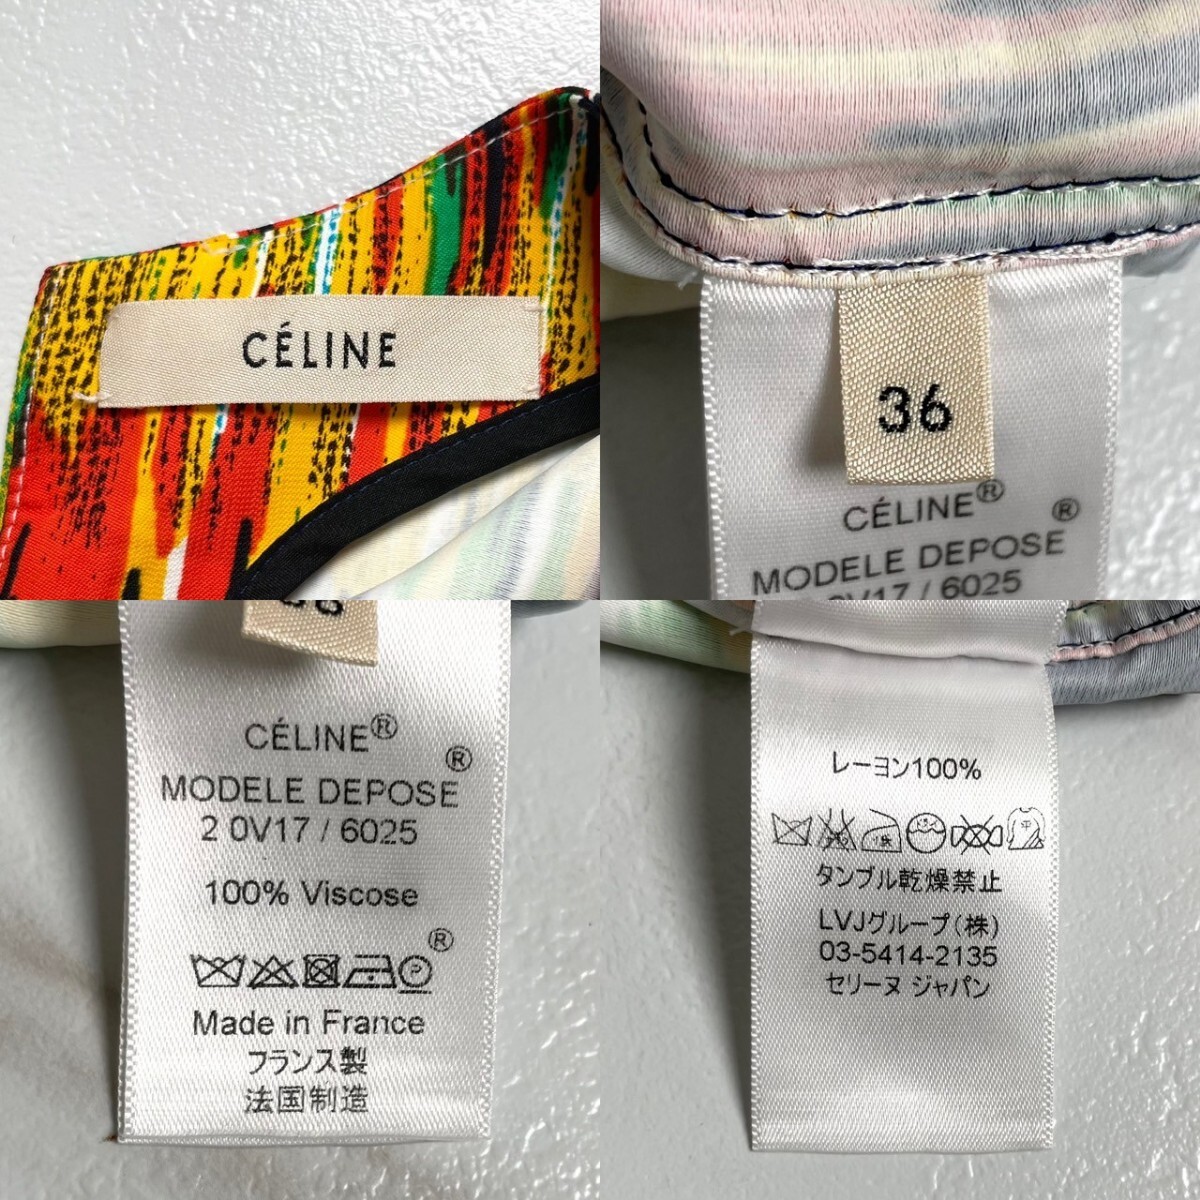 CÉLINE
36
CÉLINE®
MODELE DEPOSE®
0V17 / 6025
36
CÉLINE®
MODELE DEPOSE®
2 0V17 / 6025
100% Viscose
®
P
Made in France
フランス製
法国制造
レーヨン100%
タンブル乾燥禁止
LVJグループ(株)
03-5414-2135
セリーヌ ジャパン